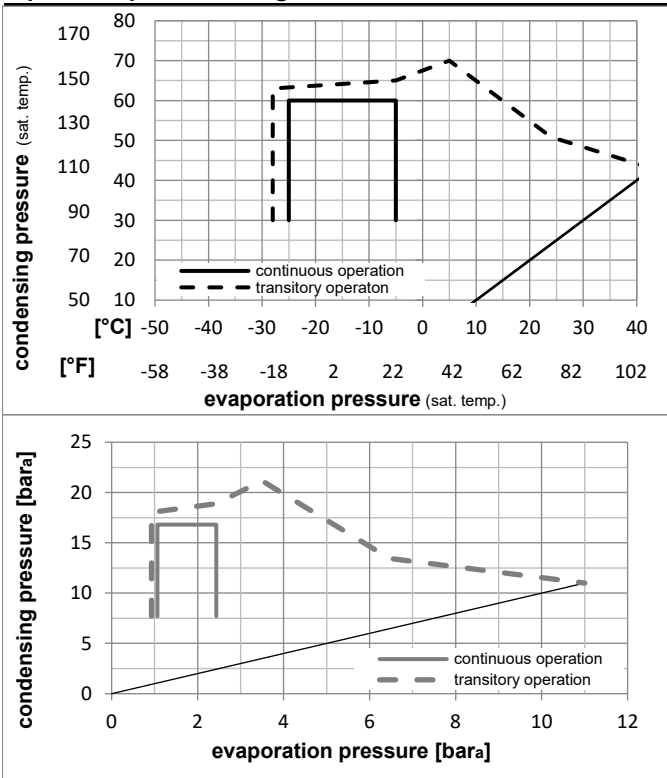 80
170
70
150
60
130
50
110
40
90
30
70
20
50
10
condensing pressure (sat. temp.)
continuous operation
transitory operaton
[°C] -50 -40 -30 -20 -10 0 10 20 30 40
[°F] -58 -38 -18 2 22 42 62 82 102
evaporation pressure (sat. temp.)
25
20
15
10
5
0
condensing pressure [bara]
continuous operation
transitory operation
0 2 4 6 8 10 12
evaporation pressure [bara]